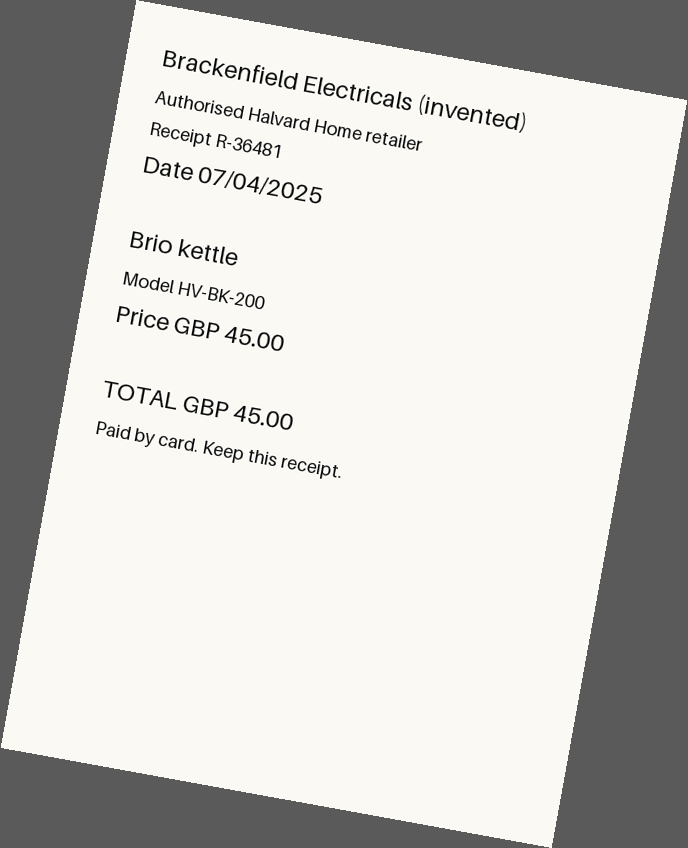 Brackenfield Electricals (invented)
Authorised Halvard Home retailer
Receipt R-36481
Date 07/04/2025
Brio kettle
Model HV-BK-200
Price GBP 45.00
TOTAL GBP 45.00
Paid by card. Keep this receipt.